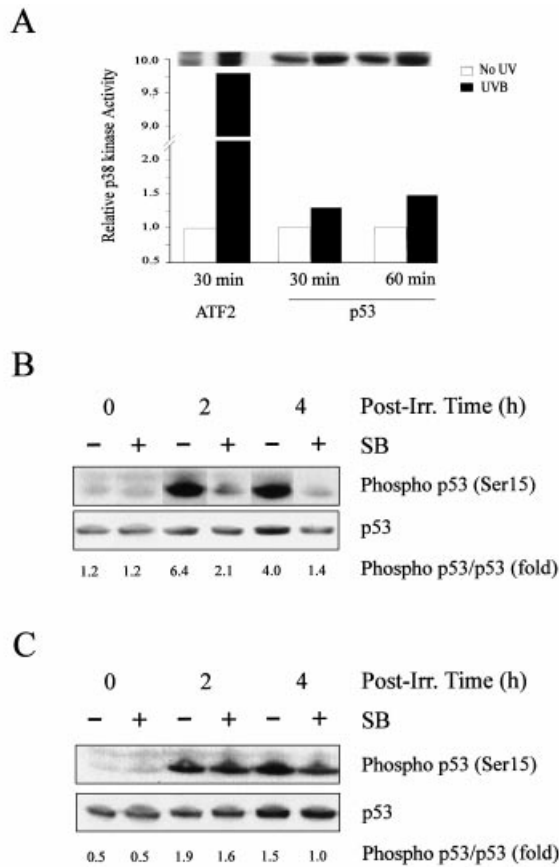 A
Relative p38 kinase Activity
10.0
9.5
9.0
2.0
1.5
1.0
0.5
No UV
UVB
30 min 30 min 60 min
ATF2 p53
B
0 2 4 Post-Irr. Time (h)
− + − + − + SB
Phospho p53 (Ser15)
p53
1.2 1.2 6.4 2.1 4.0 1.4 Phospho p53/p53 (fold)
C
0 2 4 Post-Irr. Time (h)
− + − + − + SB
Phospho p53 (Ser15)
p53
0.5 0.5 1.9 1.6 1.5 1.0 Phospho p53/p53 (fold)